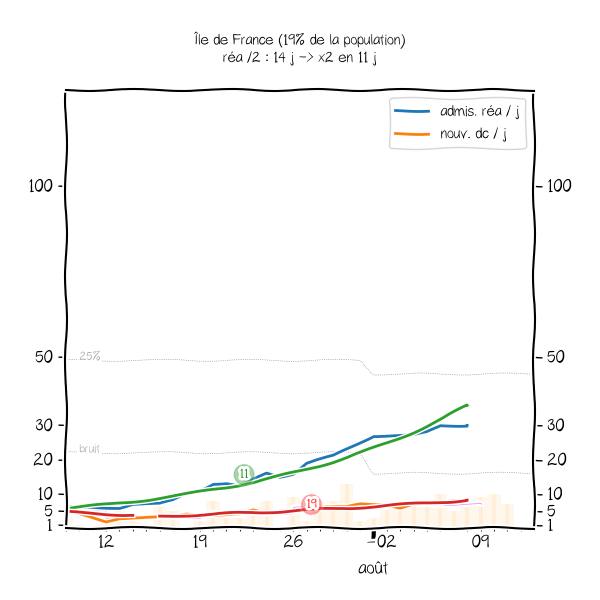 Île de France (19% de la population)
réa /2 : 14 j -> x2 en 11 j
admis. réa / j
nouv. dc / j
100 100
50 50
25%
30 30
bruit
20 20
11
10 10
19
5 5
1 1
12 19 26 02 09
août